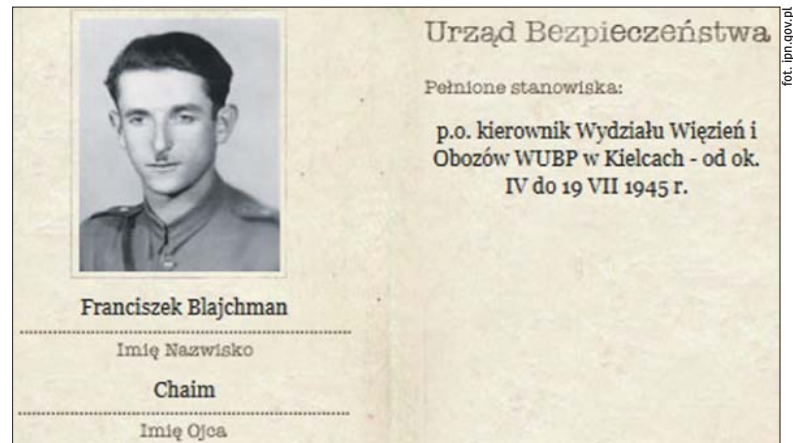 Franciszek Blajchman
Imię Nazwisko
Chaim
Imię Ojca
Urząd Bezpieczeństwa
Pełnione stanowiska:
p.o. kierownik Wydziału Więzień i
Obozów WUBP w Kielcach - od ok.
IV do 19 VII 1945 r.
fot. ipn.gov.pl